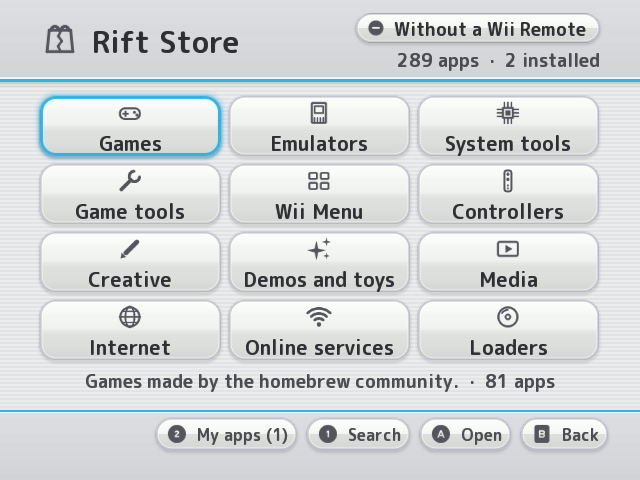 Rift Store
Without a Wii Remote
289 apps · 2 installed
Games
Emulators
System tools
Game tools
Wii Menu
Controllers
Creative
Demos and toys
Media
Internet
Online services
Loaders
Games made by the homebrew community. · 81 apps
2 My apps (1)
1 Search
A Open
B Back